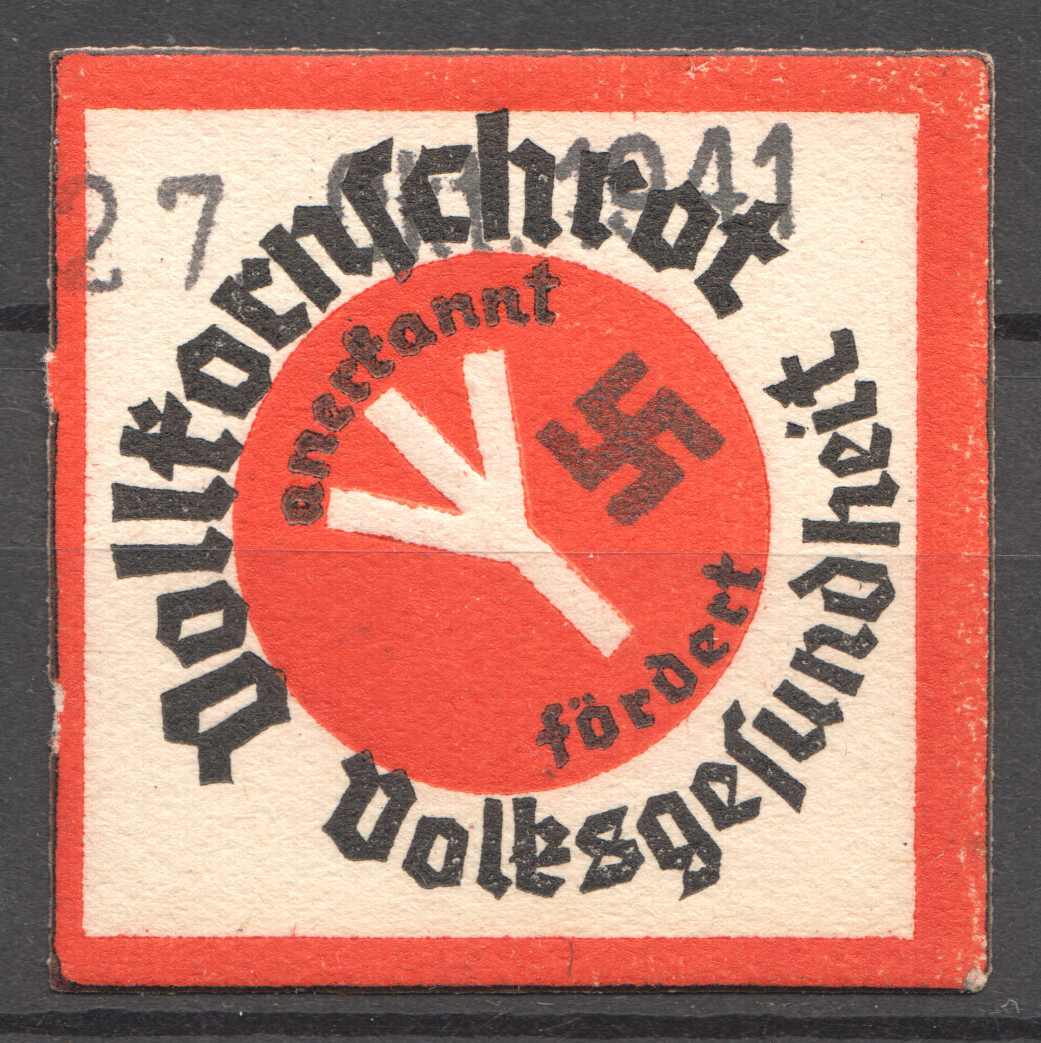 27 1941
Vollkornschrot
anerkannt
fördert
Volksgesundheit